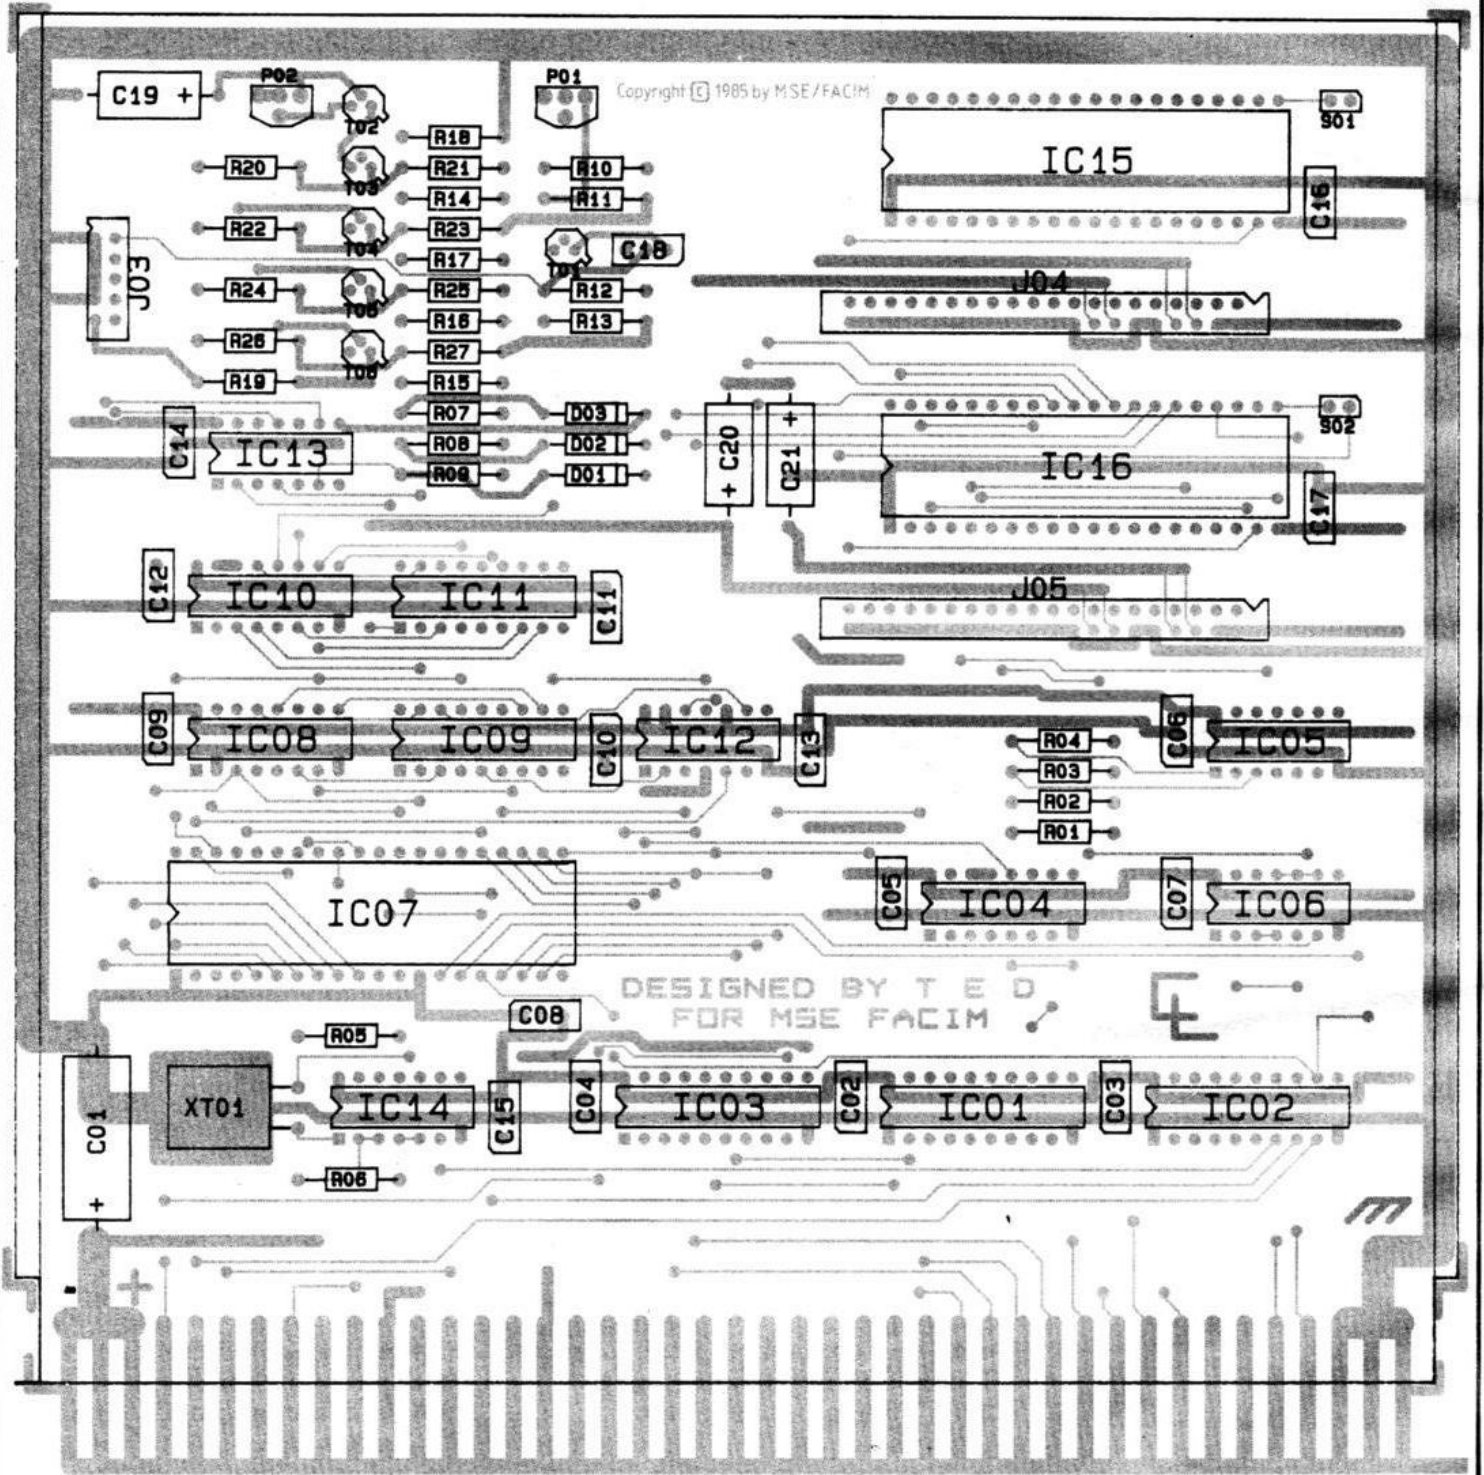 C19 +
P02
T02
P01
Copyright C 1985 by MSE/FACIM
S01
R18
R20
T03
R21
R10
IC15
R14
R11
C16
R22
T04
R23
T01
C18
R17
J03
R24
T05
R25
R12
J04
R16
R13
R26
T06
R27
R19
R15
R07
D03
S02
C14
IC13
R08
D02
+ C20
C21 +
IC16
R09
D01
C17
C12
IC10
IC11
C11
J05
C09
IC08
IC09
C10
IC12
C13
R04
C06
IC05
R03
R02
R01
IC07
C05
IC04
C07
IC06
DESIGNED BY T E D
FOR MSE FACIM
C08
R05
C01 +
XT01
IC14
C15
C04
IC03
C02
IC01
C03
IC02
R06
- +